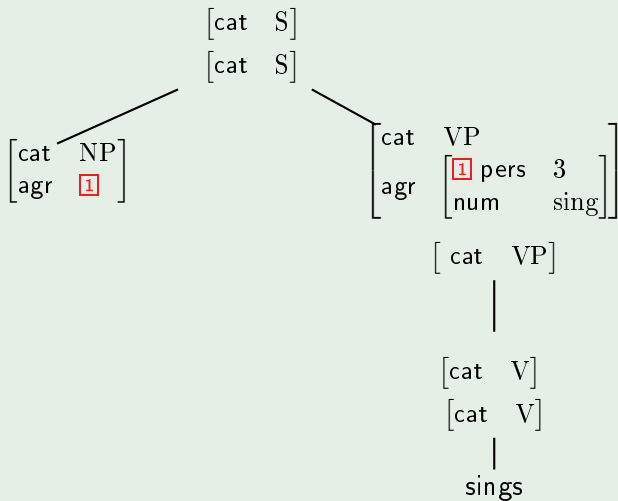 [cat S]
[cat S]
[cat NP]
[agr 1]
[cat VP]
[agr [1 pers 3]
[num sing]]
[ cat VP]
[cat V]
[cat V]
sings